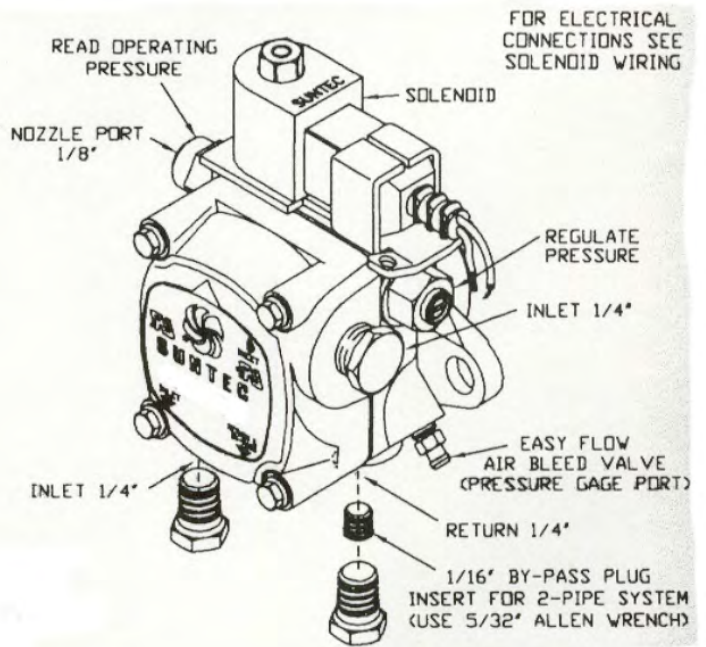 FOR ELECTRICAL
CONNECTIONS SEE
SOLENOID WIRING
READ OPERATING
PRESSURE
SUNTEC
SOLENOID
NOZZLE PORT
1/8"
REGULATE
PRESSURE
INLET 1/4"
SUNTEC
INLET
INLET
EASY FLOW
AIR BLEED VALVE
(PRESSURE GAGE PORT)
INLET 1/4"
RETURN 1/4"
1/16" BY-PASS PLUG
INSERT FOR 2-PIPE SYSTEM
(USE 5/32" ALLEN WRENCH)